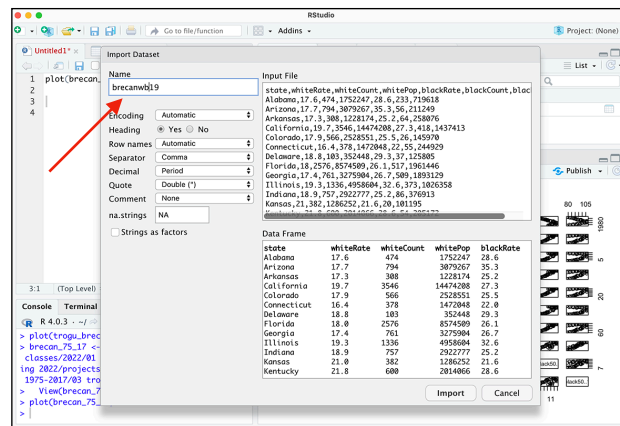 RStudio
Go to file/function
Addins
Project: (None)
Untitled1*
Import Dataset
List
1 plot(brecan_
2
3
4
Name
brecanwb19
Encoding Automatic
Heading Yes No
Row names Automatic
Separator Comma
Decimal Period
Quote Double (")
Comment None
na.strings NA
Strings as factors
Input File
state,whiteRate,whiteCount,whitePop,blackRate,blackCount,blac
Alabama,17.6,474,1752247,28.6,233,719618
Arizona,17.7,794,3079267,35.3,56,211249
Arkansas,17.3,308,1228174,25.2,64,258076
California,19.7,3546,14474208,27.3,418,1437413
Colorado,17.9,566,2528551,25.5,26,145970
Connecticut,16.4,378,1472048,22,55,244929
Delaware,18.8,103,352448,29.3,37,125805
Florida,18,2576,8574509,26.1,517,1961446
Georgia,17.4,761,3275904,26.7,509,1893129
Illinois,19.3,1336,4958604,32.6,373,1026358
Indiana,18.9,757,2922777,25.2,86,376913
Kansas,21,382,1286252,21.6,20,101195
Data Frame
state whiteRate whiteCount whitePop blackRate
Alabama 17.6 474 1752247 28.6
Arizona 17.7 794 3079267 35.3
Arkansas 17.3 308 1228174 25.2
California 19.7 3546 14474208 27.3
Colorado 17.9 566 2528551 25.5
Connecticut 16.4 378 1472048 22.0
Delaware 18.8 103 352448 29.3
Florida 18.0 2576 8574509 26.1
Georgia 17.4 761 3275904 26.7
Illinois 19.3 1336 4958604 32.6
Indiana 18.9 757 2922777 25.2
Kansas 21.0 382 1286252 21.6
Kentucky 21.8 600 2014066 28.6
Import Cancel
Publish
80 105
1980
5
20
60
7
11
3:1 (Top Level)
Console Terminal
R 4.0.3 · ~/
> plot(trogu_brec
> brecan_75_17 <-
classes/2022/01
ing 2022/projects
1975-2017/03 tro
> View(brecan_7
> plot(brecan_75_
>